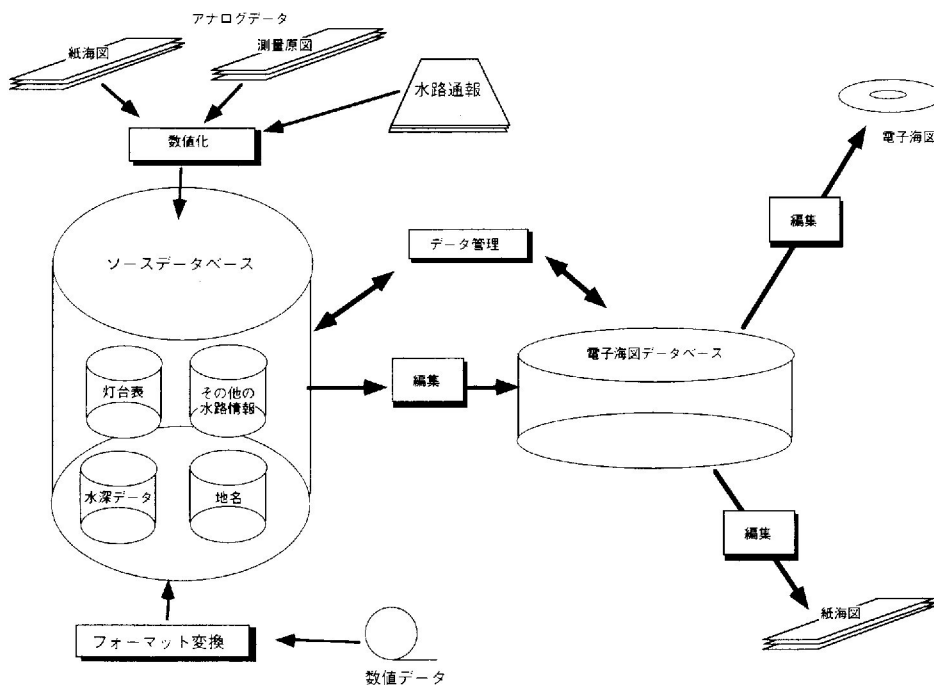 アナログデータ
紙海図
測量原図
水路通報
数値化
電子海図
編集
データ管理
ソースデータベース
電子海図データベース
灯台表
その他の
水路情報
編集
水深データ
地名
編集
フォーマット変換
数値データ
紙海図